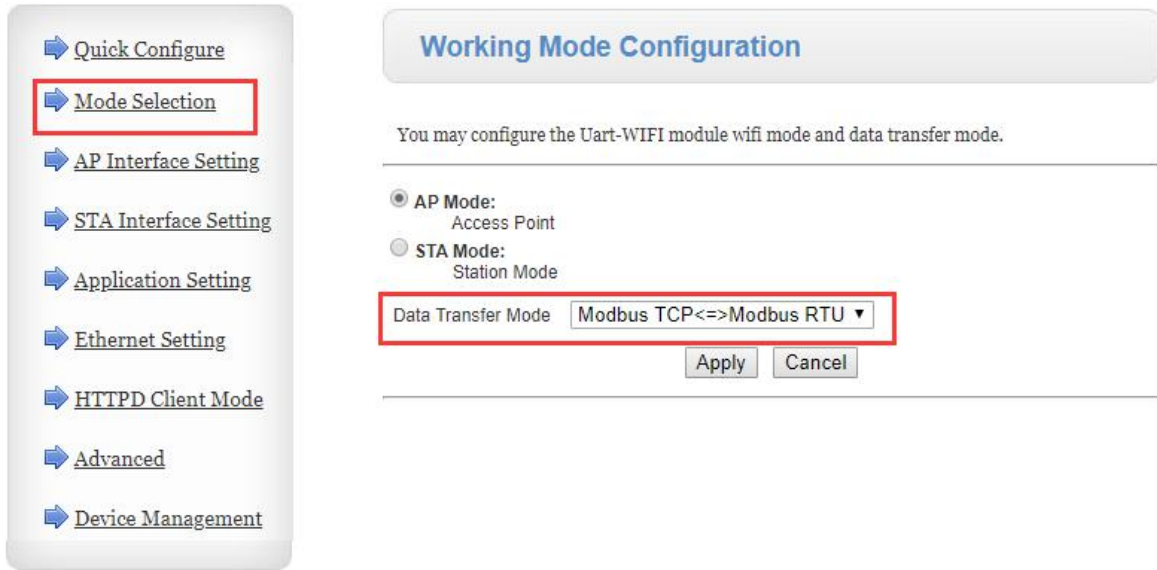 Quick Configure
Mode Selection
AP Interface Setting
STA Interface Setting
Application Setting
Ethernet Setting
HTTPD Client Mode
Advanced
Device Management
Working Mode Configuration
You may configure the Uart-WIFI module wifi mode and data transfer mode.
AP Mode:
Access Point
STA Mode:
Station Mode
Data Transfer Mode Modbus TCP<=>Modbus RTU
Apply Cancel